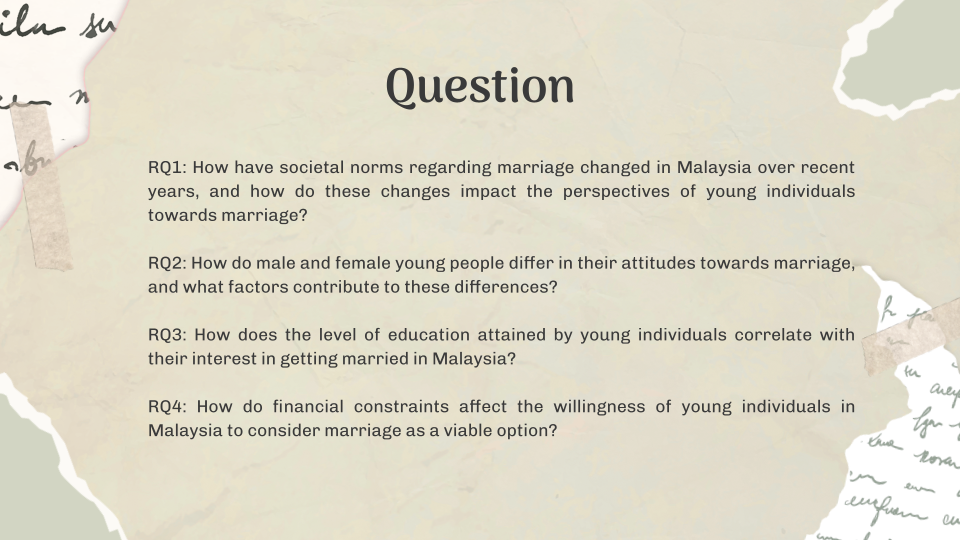 Question
RQ1: How have societal norms regarding marriage changed in Malaysia over recent
years, and how do these changes impact the perspectives of young individuals
towards marriage?
RQ2: How do male and female young people differ in their attitudes towards marriage,
and what factors contribute to these differences?
RQ3: How does the level of education attained by young individuals correlate with
their interest in getting married in Malaysia?
RQ4: How do financial constraints affect the willingness of young individuals in
Malaysia to consider marriage as a viable option?